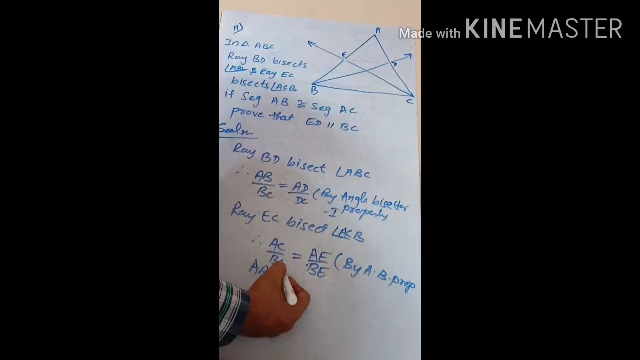 Made with KINEMASTER
11)
In △ ABC
Ray BD bisects
∠ABC & Ray EC
bisects ∠ACB
if Seg AB ≅ Seg AC
prove that ED || BC
A
E
D
B
C
Soln
Ray BD bisect ∠ABC
∴ AB/BC = AD/DC (By Angle bisector
-I Property
Ray EC bised ∠ACB
∴ AC/B = AE/BE (By A.B. prop